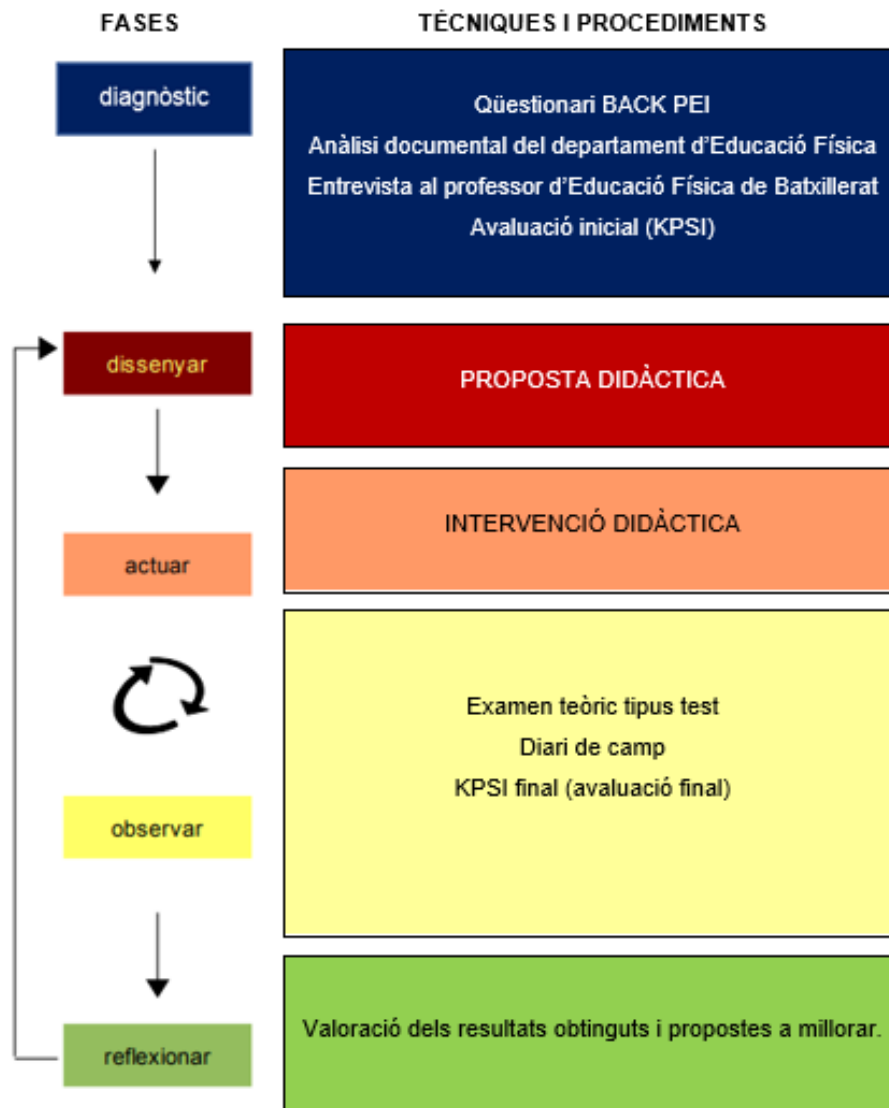 FASES
TÈCNIQUES I PROCEDIMENTS
diagnòstic
Qüestionari BACK PEI
Anàlisi documental del departament d'Educació Física
Entrevista al professor d'Educació Física de Batxillerat
Avaluació inicial (KPSI)
dissenyar
PROPOSTA DIDÀCTICA
actuar
INTERVENCIÓ DIDÀCTICA
observar
Examen teòric tipus test
Diari de camp
KPSI final (avaluació final)
reflexionar
Valoració dels resultats obtinguts i propostes a millorar.